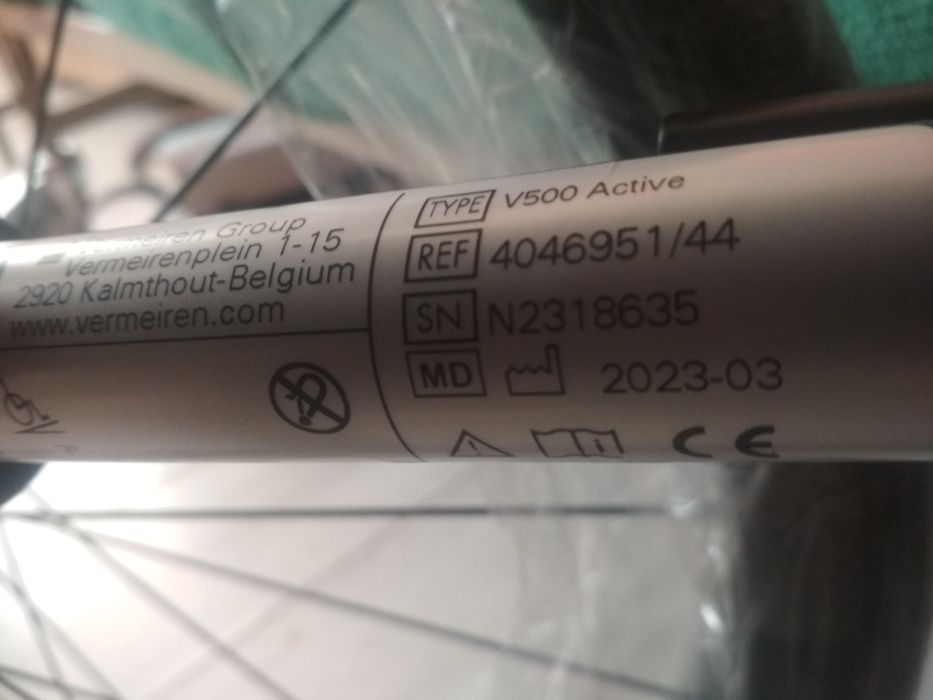 Vermeiren Group
Vermeirenplein 1-15
2920 Kalmthout-Belgium
www.vermeiren.com
TYPE V500 Active
REF 4046951/44
SN N2318635
MD 2023-03
CE